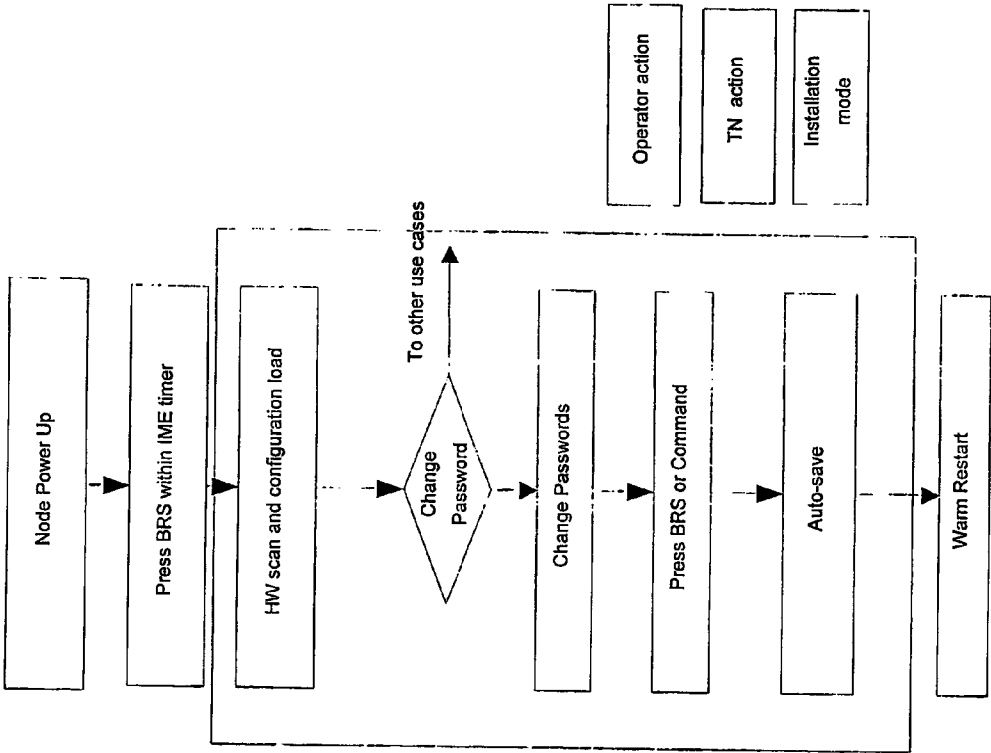 Node Power Up
Press BRS within IME timer
HW scan and configuration load
Change
Password
To other use cases
Change Passwords
Press BRS or Command
Auto-save
Warm Restart
Operator action
TN action
Installation
mode